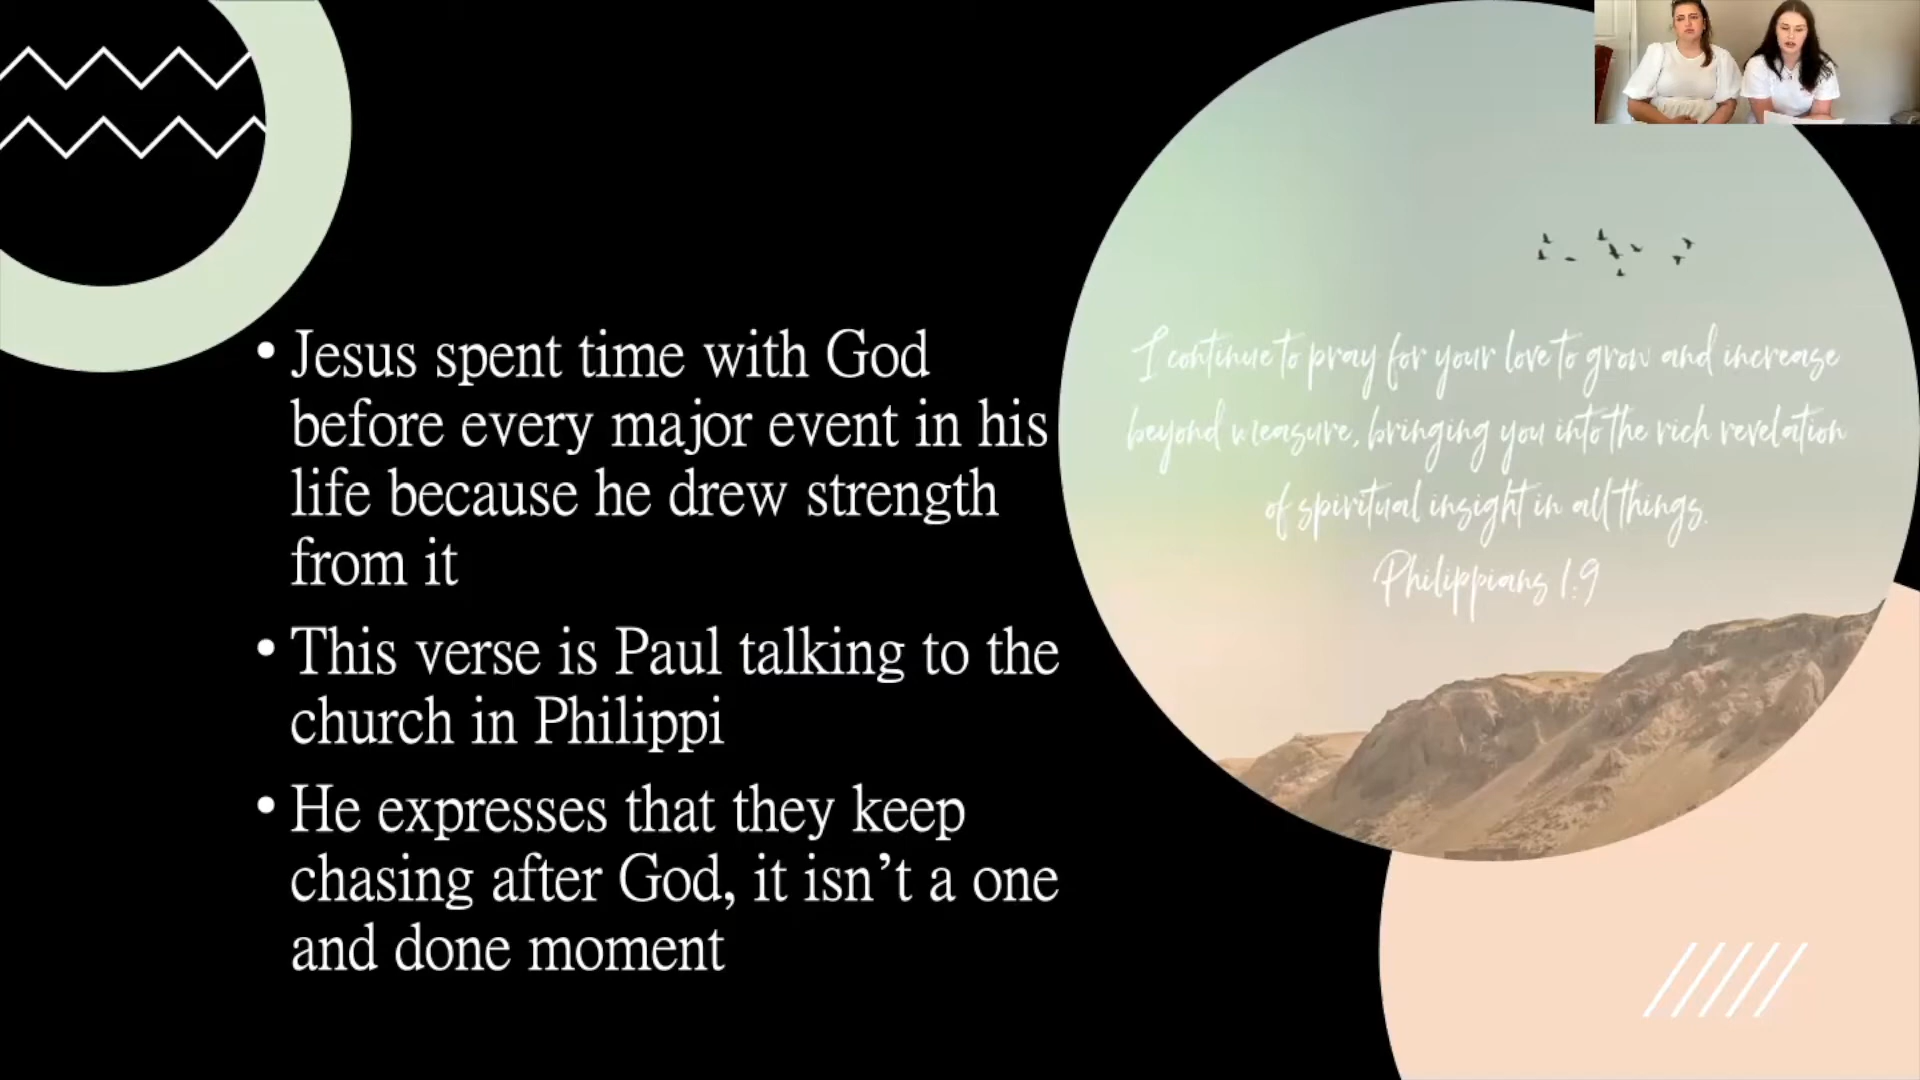 • Jesus spent time with God
before every major event in his
life because he drew strength
from it
• This verse is Paul talking to the
church in Philippi
• He expresses that they keep
chasing after God, it isn’t a one
and done moment
I continue to pray for your love to grow and increase
beyond measure, bringing you into the rich revelation
of spiritual insight in all things.
Philippians 1:9